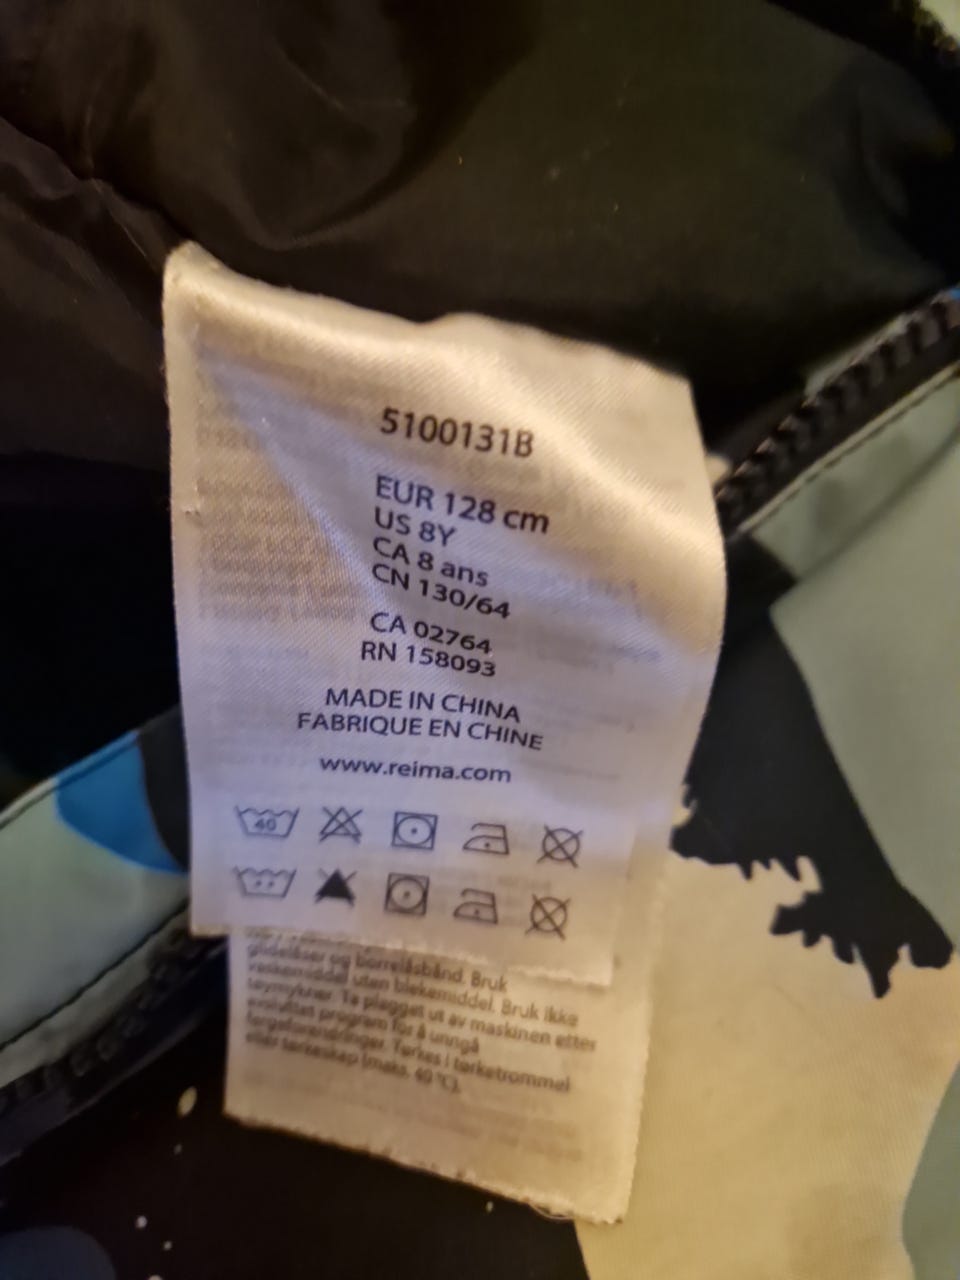 5100131B
EUR 128 cm
US 8Y
CA 8 ans
CN 130/64
CA 02764
RN 158093
MADE IN CHINA
FABRIQUE EN CHINE
www.reima.com
40
glidelåser og borrelåsbånd. Bruk
vaskemiddel uten blekemiddel. Bruk ikke
tøymykner. Ta plagget ut av maskinen etter
avsluttet program for å unngå
fargeforandringer. Tørkes i tørketrommel
eller tørkeskap (maks. 40 °C).